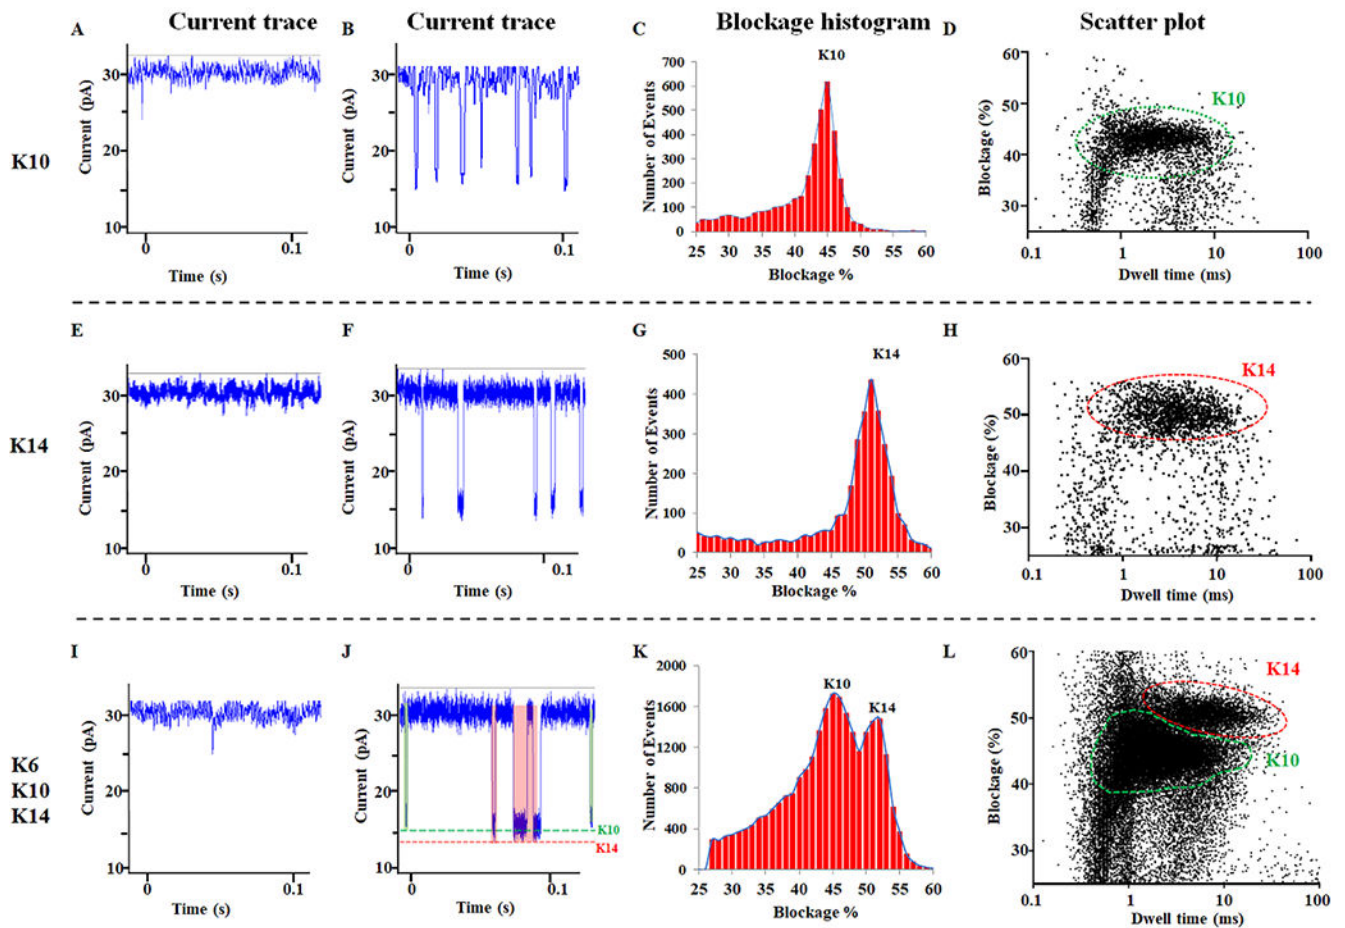 A Current trace B Current trace C Blockage histogram D Scatter plot
K10
Current (pA)
30
20
10
0 0.1
Time (s)
Current (pA)
30
20
10
0 0.1
Time (s)
K10
Number of Events
700
600
500
400
300
200
100
0
25 30 35 40 45 50 55 60
Blockage %
K10
Blockage (%)
60
50
40
30
0.1 1 10 100
Dwell time (ms)
E F G H
K14
Current (pA)
30
20
10
0 0.1
Time (s)
Current (pA)
30
20
10
0.1
Time (s)
K14
Number of Events
500
400
300
200
100
0
25 30 35 40 45 50 55 60
Blockage %
K14
Blockage (%)
60
50
40
30
0.1 1 10 100
Dwell time (ms)
I J K L
K6
K10
K14
Current (pA)
30
20
10
0 0.1
Time (s)
Current (pA)
30
20
10
K10
K14
0 0.1
Time (s)
K10
K14
Number of Events
2000
1600
1200
800
400
0
25 30 35 40 45 50 55 60
Blockage %
K14
K10
Blockage (%)
60
50
40
30
0.1 1 10 100
Dwell time (ms)